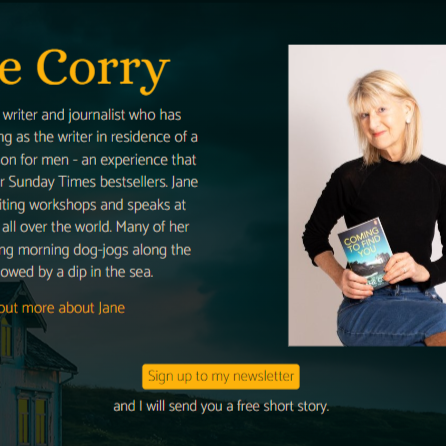 e Corry
writer and journalist who has
ng as the writer in residence of a
on for men - an experience that
r Sunday Times bestsellers. Jane
iting workshops and speaks at
all over the world. Many of her
ng morning dog-jogs along the
owed by a dip in the sea.
out more about Jane
COMING
TO FIND
YOU
Sign up to my newsletter
and I will send you a free short story.